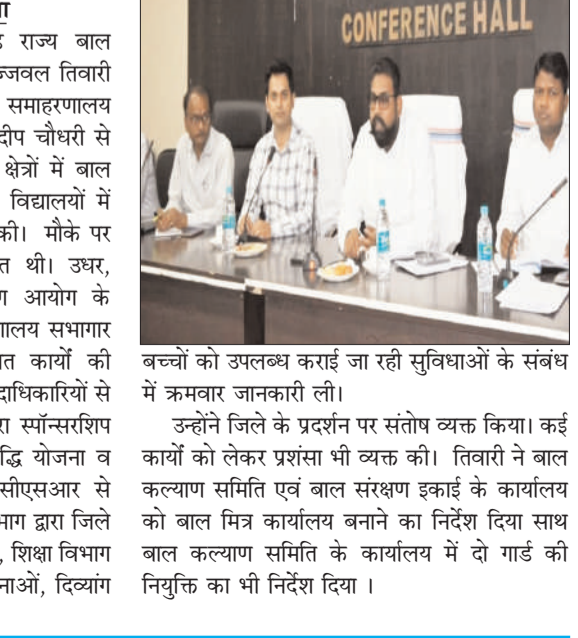 ा
राज्य बाल
तिवारी
समाहरणालय
चौधरी से
क्षेत्रों में बाल
विद्यालयों में
की। मौके पर
त थी। उधर,
आयोग के
सभागार
कार्यों की
से
स्पॉन्सरशिप
योजना व
सीएसआर से
द्वारा जिले
, शिक्षा विभाग
दिव्यांग
CONFERENCE HALL
बच्चों को उपलब्ध कराई जा रही सुविधाओं के संबंध
में क्रमवार जानकारी ली।
उन्होंने जिले के प्रदर्शन पर संतोष व्यक्त किया। कई
कार्यों को लेकर प्रशंसा भी व्यक्त की। तिवारी ने बाल
कल्याण समिति एवं बाल संरक्षण इकाई के कार्यालय
को बाल मित्र कार्यालय बनाने का निर्देश दिया साथ
बाल कल्याण समिति के कार्यालय में दो गार्ड की
नियुक्ति का भी निर्देश दिया ।